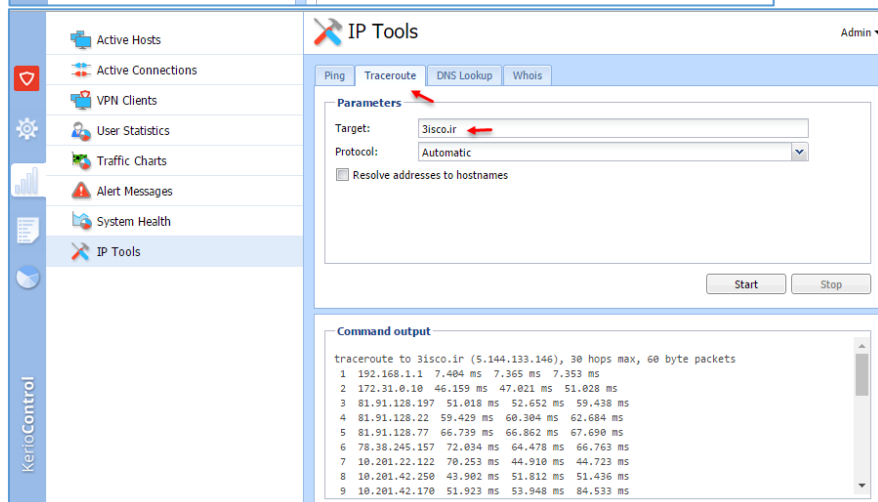 Active Hosts
Active Connections
VPN Clients
User Statistics
Traffic Charts
Alert Messages
System Health
IP Tools
KerioControl
IP Tools
Admin
Ping Traceroute DNS Lookup Whois
Parameters
Target: 3isco.ir
Protocol: Automatic
Resolve addresses to hostnames
Start Stop
Command output
traceroute to 3isco.ir (5.144.133.146), 30 hops max, 60 byte packets
1 192.168.1.1 7.404 ms 7.365 ms 7.353 ms
2 172.31.0.10 46.159 ms 47.021 ms 51.028 ms
3 81.91.128.197 51.018 ms 52.652 ms 59.438 ms
4 81.91.128.22 59.429 ms 60.304 ms 62.684 ms
5 81.91.128.77 66.739 ms 66.862 ms 67.690 ms
6 78.38.245.157 72.034 ms 64.478 ms 66.763 ms
7 10.201.22.122 70.253 ms 44.910 ms 44.723 ms
8 10.201.42.250 43.902 ms 51.812 ms 51.436 ms
9 10.201.42.170 51.923 ms 53.948 ms 84.533 ms